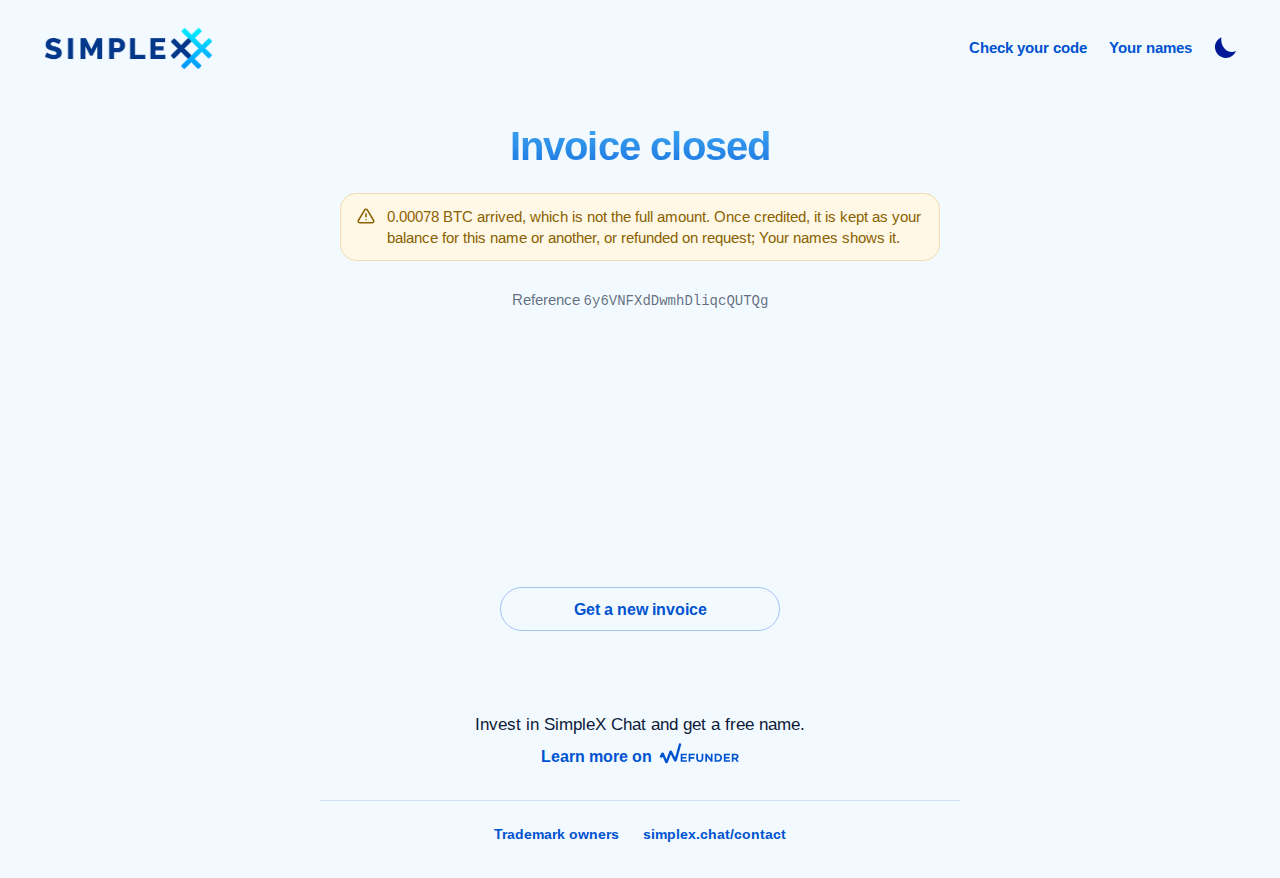 SIMPLEX
Check your code
Your names
Invoice closed
0.00078 BTC arrived, which is not the full amount. Once credited, it is kept as your
balance for this name or another, or refunded on request; Your names shows it.
Reference 6y6VNFXdDwmhDliqcQUTQg
Get a new invoice
Invest in SimpleX Chat and get a free name.
Learn more on WEFUNDER
Trademark owners
simplex.chat/contact